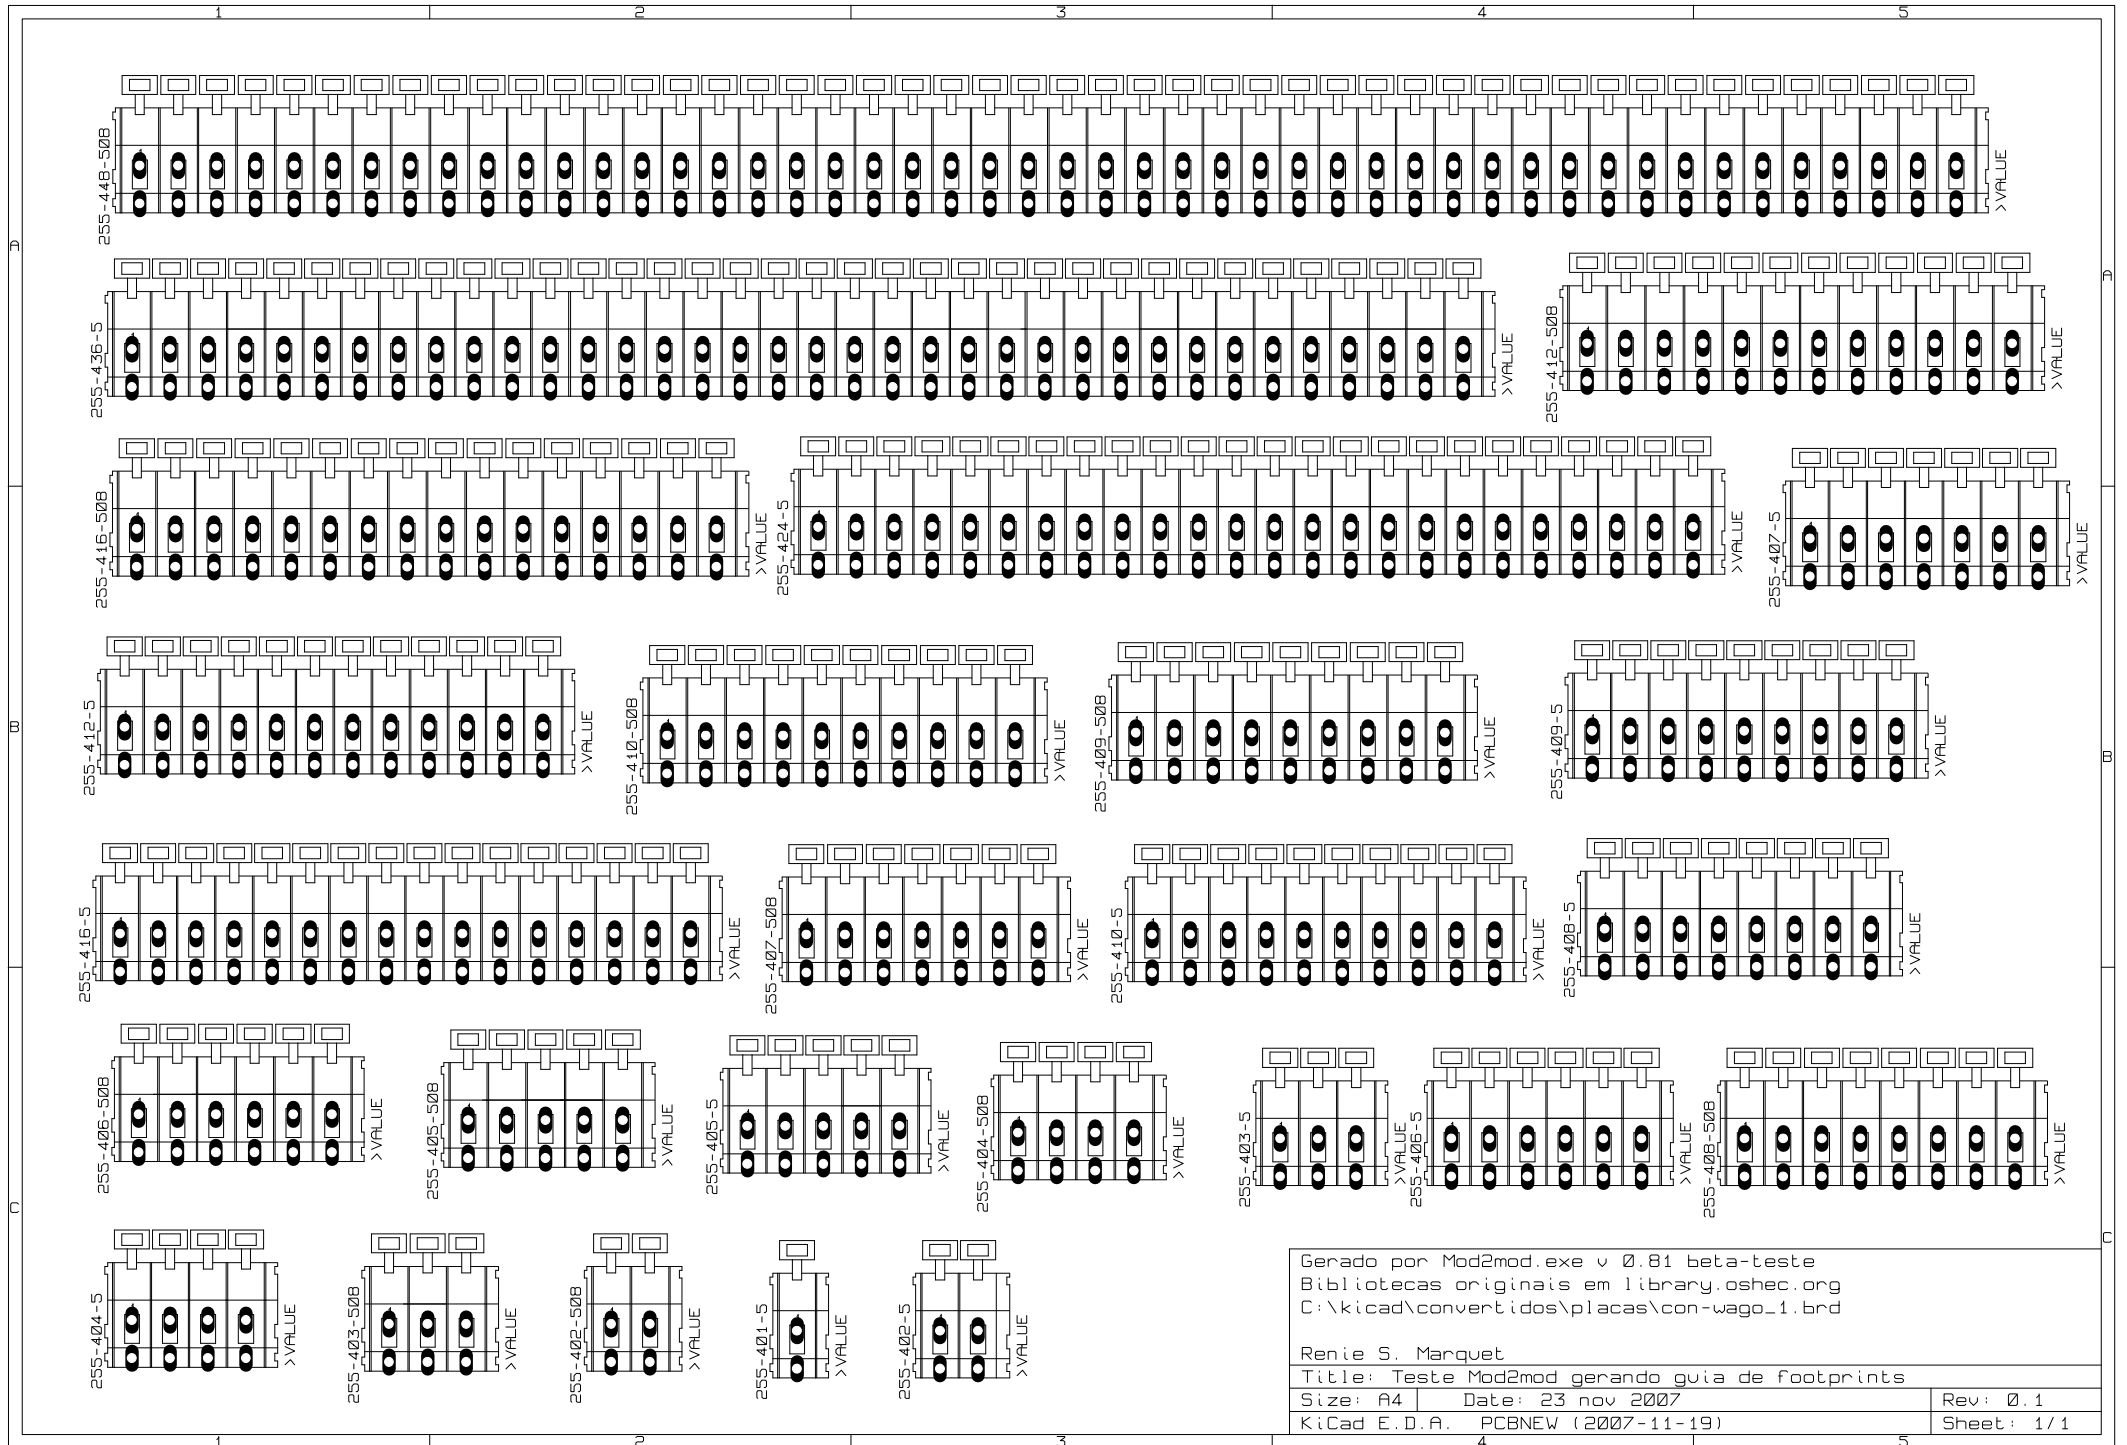 1 2 3 4 5
255-448-508 >VALUE
A A
255-436-5 >VALUE
255-412-508 >VALUE
255-416-508 >VALUE
255-424-5 >VALUE
255-407-5 >VALUE
B B
255-412-5 >VALUE
255-410-508 >VALUE
255-409-508 >VALUE
255-409-5 >VALUE
255-416-5 >VALUE
255-407-508 >VALUE
255-410-5 >VALUE
255-408-5 >VALUE
255-406-508 >VALUE
255-405-508 >VALUE
255-405-5 >VALUE
255-404-508 >VALUE
255-403-5 >VALUE
255-406-5 >VALUE
255-408-508 >VALUE
C C
255-404-5 >VALUE
255-403-508 >VALUE
255-402-508 >VALUE
255-401-5 >VALUE
255-402-5 >VALUE
Gerado por Mod2mod.exe v 0.81 beta-teste
Bibliotecas originais em library.oshec.org
C:\kicad\convertidos\placas\con-wago_1.brd
Renie S. Marquet
Title: Teste Mod2mod gerando guia de footprints
Size: A4 Date: 23 nov 2007 Rev: 0.1
KiCad E.D.A. PCBNEW (2007-11-19) Sheet: 1/1
1 2 3 4 5